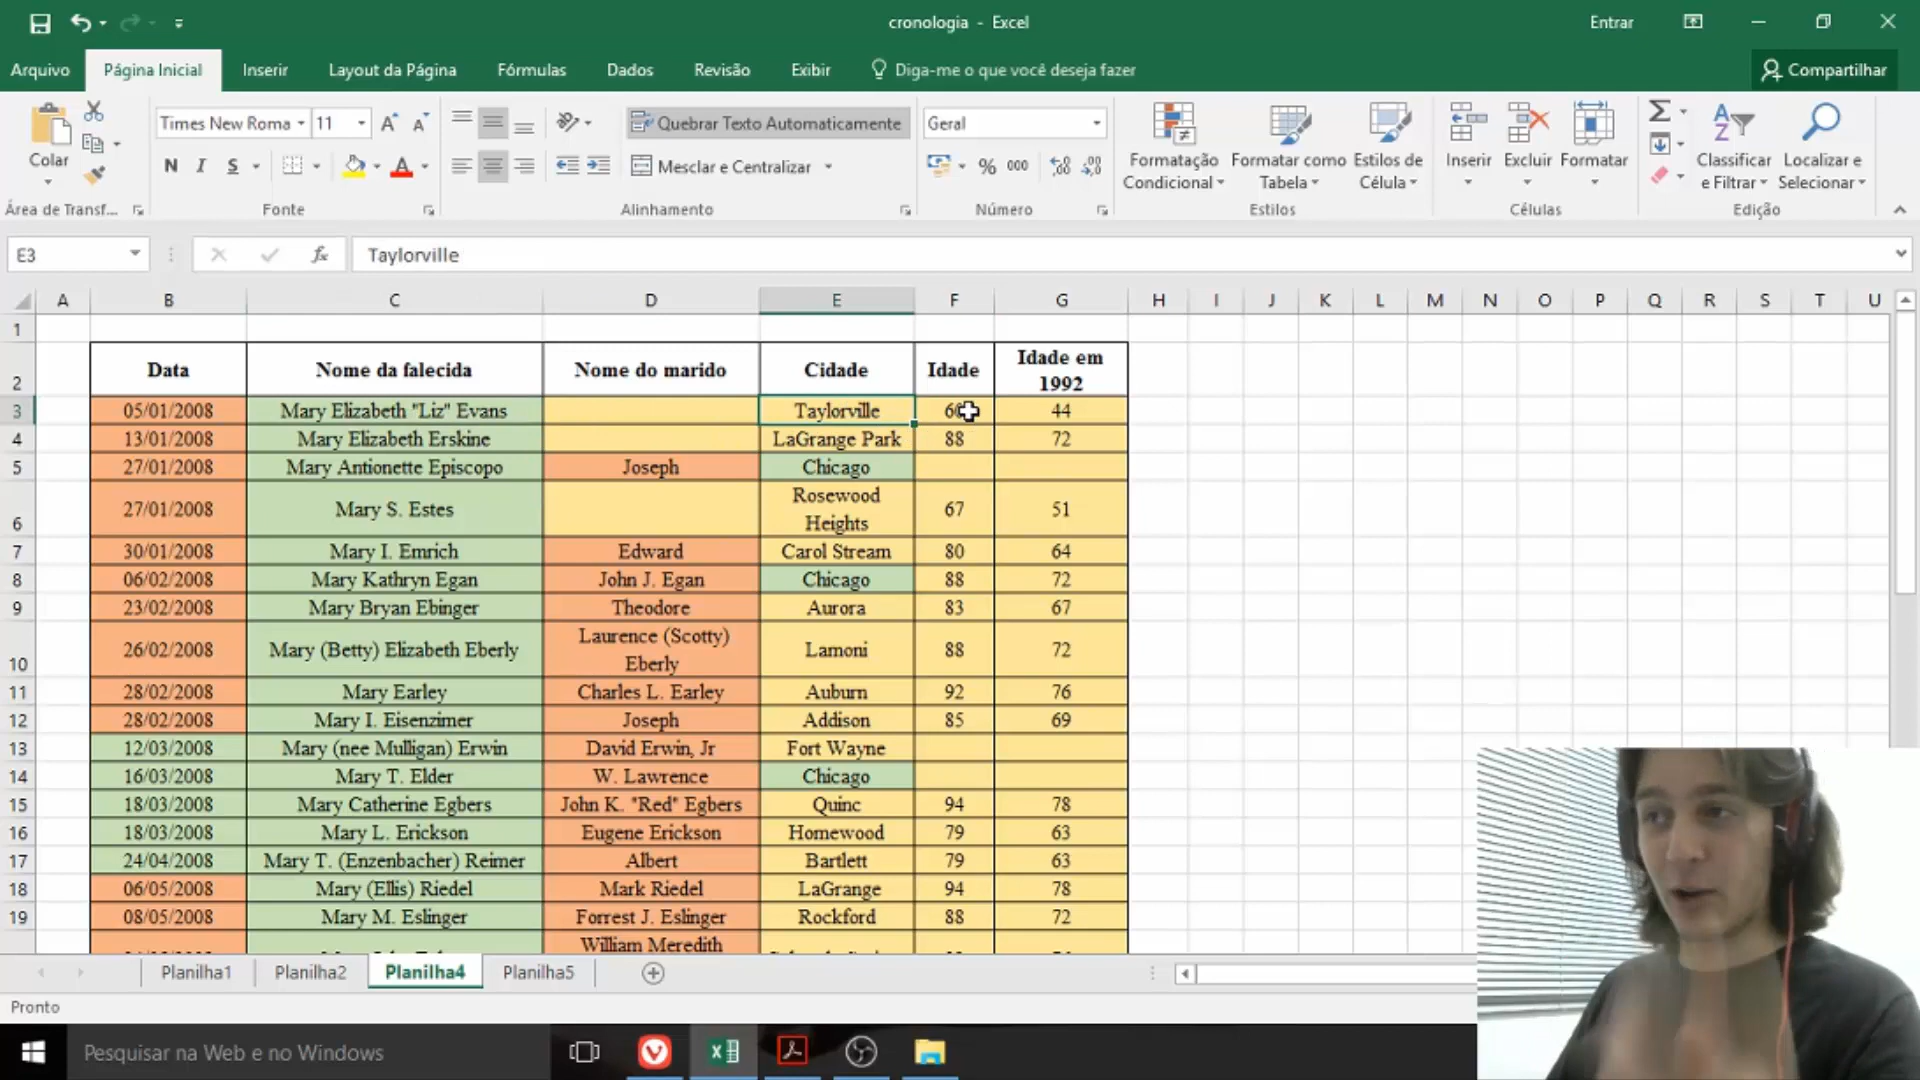 cronologia - Excel
Entrar
Arquivo Página Inicial Inserir Layout da Página Fórmulas Dados Revisão Exibir Diga-me o que você deseja fazer Compartilhar
Colar
Times New Roma 11
N I S
Quebrar Texto Automaticamente
Mesclar e Centralizar
Geral
% 000
Formatação Condicional
Formatar como Tabela
Estilos de Célula
Inserir
Excluir
Formatar
Classificar e Filtrar
Localizar e Selecionar
Área de Transf... Fonte Alinhamento Número Estilos Células Edição
E3 fx Taylorville
A B C D E F G H I J K L M N O P Q R S T U
1
2 Data Nome da falecida Nome do marido Cidade Idade Idade em 1992
3 05/01/2008 Mary Elizabeth "Liz" Evans Taylorville 44
4 13/01/2008 Mary Elizabeth Erskine LaGrange Park 88 72
5 27/01/2008 Mary Antionette Episcopo Joseph Chicago
6 27/01/2008 Mary S. Estes Rosewood Heights 67 51
7 30/01/2008 Mary I. Emrich Edward Carol Stream 80 64
8 06/02/2008 Mary Kathryn Egan John J. Egan Chicago 88 72
9 23/02/2008 Mary Bryan Ebinger Theodore Aurora 83 67
10 26/02/2008 Mary (Betty) Elizabeth Eberly Laurence (Scotty) Eberly Lamoni 88 72
11 28/02/2008 Mary Earley Charles L. Earley Auburn 92 76
12 28/02/2008 Mary I. Eisenzimer Joseph Addison 85 69
13 12/03/2008 Mary (nee Mulligan) Erwin David Erwin, Jr Fort Wayne
14 16/03/2008 Mary T. Elder W. Lawrence Chicago
15 18/03/2008 Mary Catherine Egbers John K. "Red" Egbers Quinc 94 78
16 18/03/2008 Mary L. Erickson Eugene Erickson Homewood 79 63
17 24/04/2008 Mary T. (Enzenbacher) Reimer Albert Bartlett 79 63
18 06/05/2008 Mary (Ellis) Riedel Mark Riedel LaGrange 94 78
19 08/05/2008 Mary M. Eslinger Forrest J. Eslinger Rockford 88 72
William Meredith
Planilha1 Planilha2 Planilha4 Planilha5
Pronto
Pesquisar na Web e no Windows